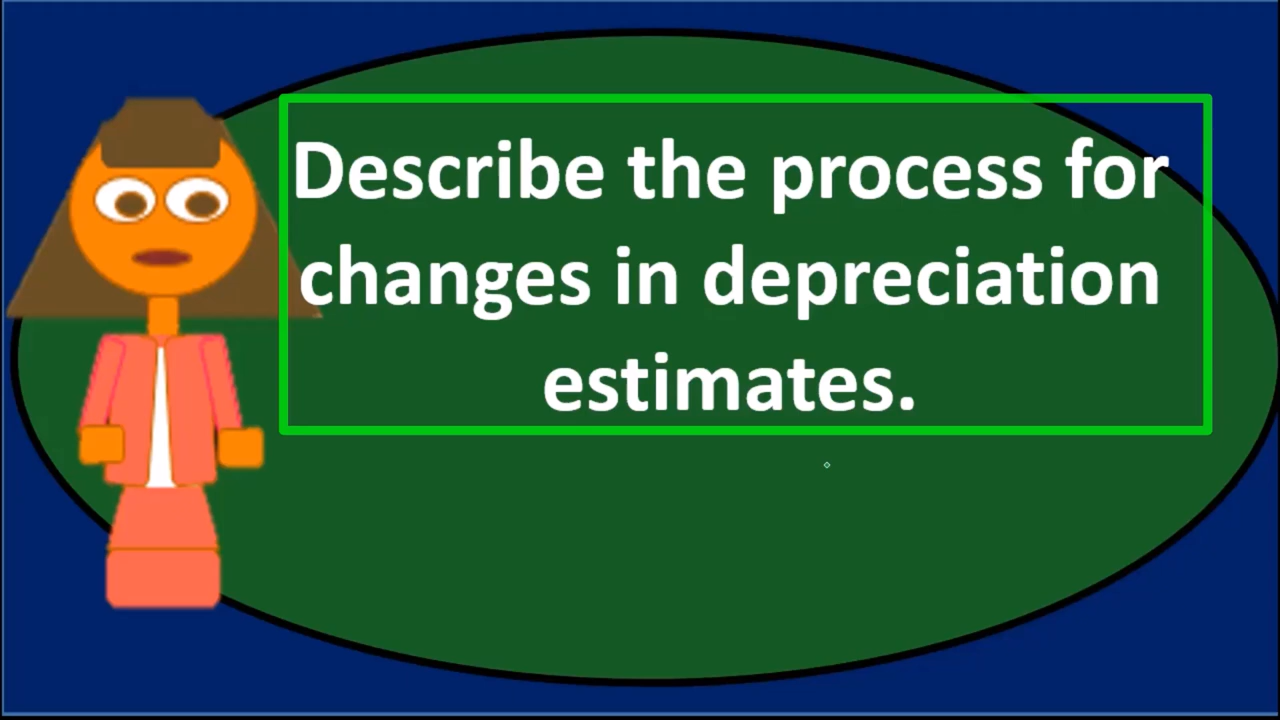 Describe the process for
changes in depreciation
estimates.